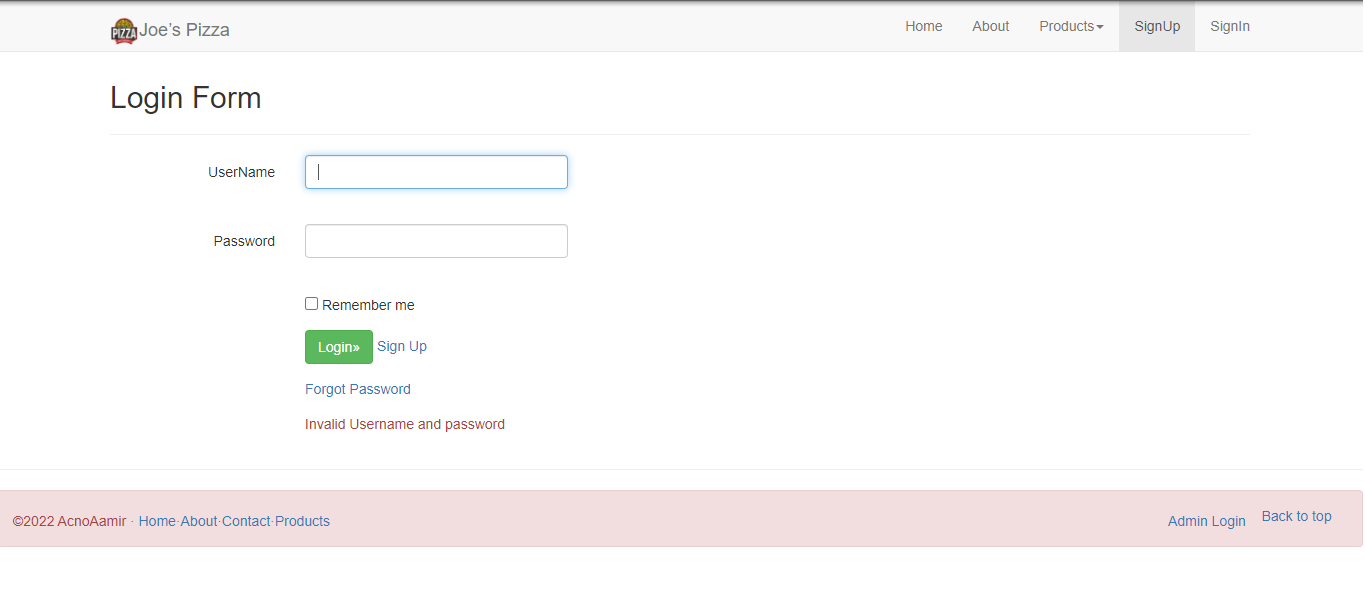 PIZZA Joe’s Pizza Home About Products SignUp SignIn
Login Form
UserName
Password
Remember me
Login» Sign Up
Forgot Password
Invalid Username and password
©2022 AcnoAamir · Home·About·Contact·Products Admin Login Back to top